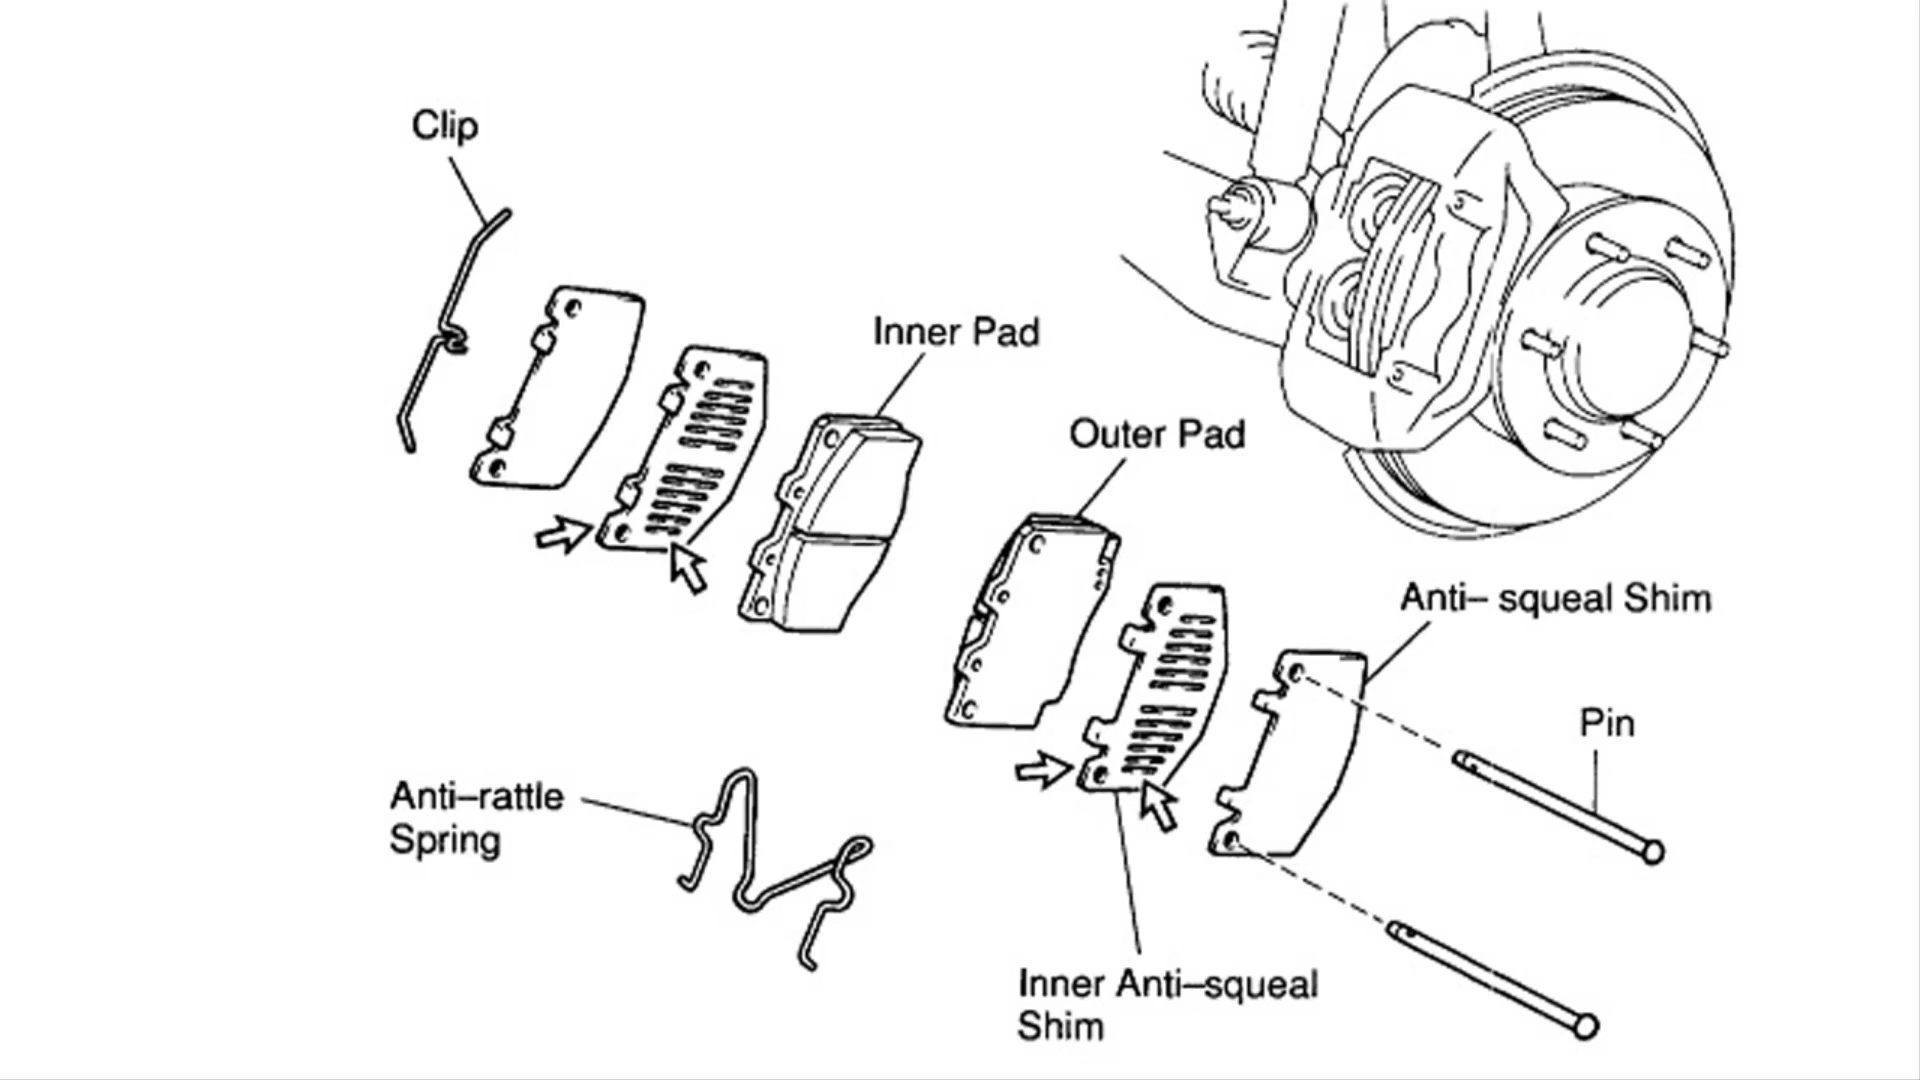 Clip
Inner Pad
Outer Pad
Anti– squeal Shim
Pin
Anti–rattle
Spring
Inner Anti–squeal
Shim